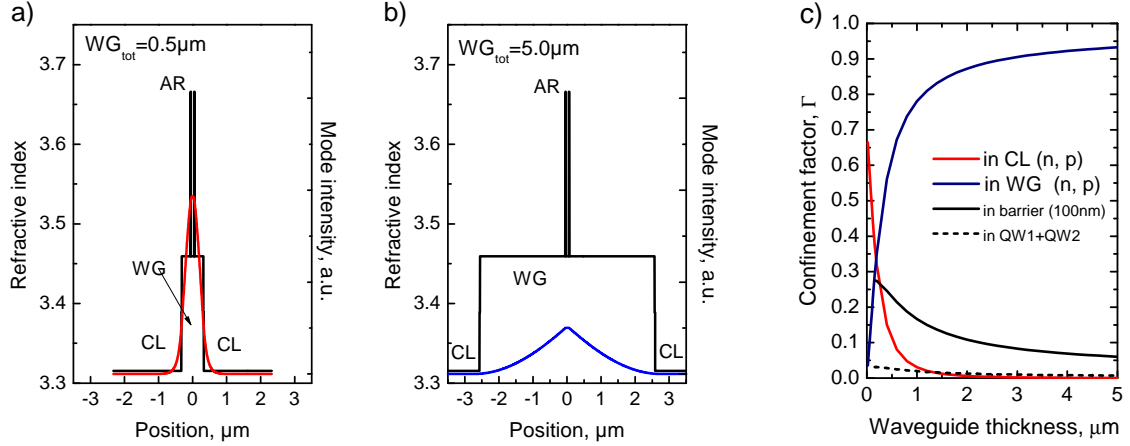 a)
WG_tot=0.5µm
AR
WG
CL
CL
3.7
3.6
3.5
3.4
3.3
Refractive index
Mode intensity, a.u.
-3 -2 -1 0 1 2 3
Position, µm
b)
WG_tot=5.0µm
AR
WG
CL
CL
3.7
3.6
3.5
3.4
3.3
Refractive index
Mode intensity, a.u.
-3 -2 -1 0 1 2 3
Position, µm
c)
1.0
0.9
0.8
0.7
0.6
0.5
0.4
0.3
0.2
0.1
0.0
Confinement factor, Γ
in CL (n, p)
in WG (n, p)
in barrier (100nm)
in QW1+QW2
0 1 2 3 4 5
Waveguide thickness, µm